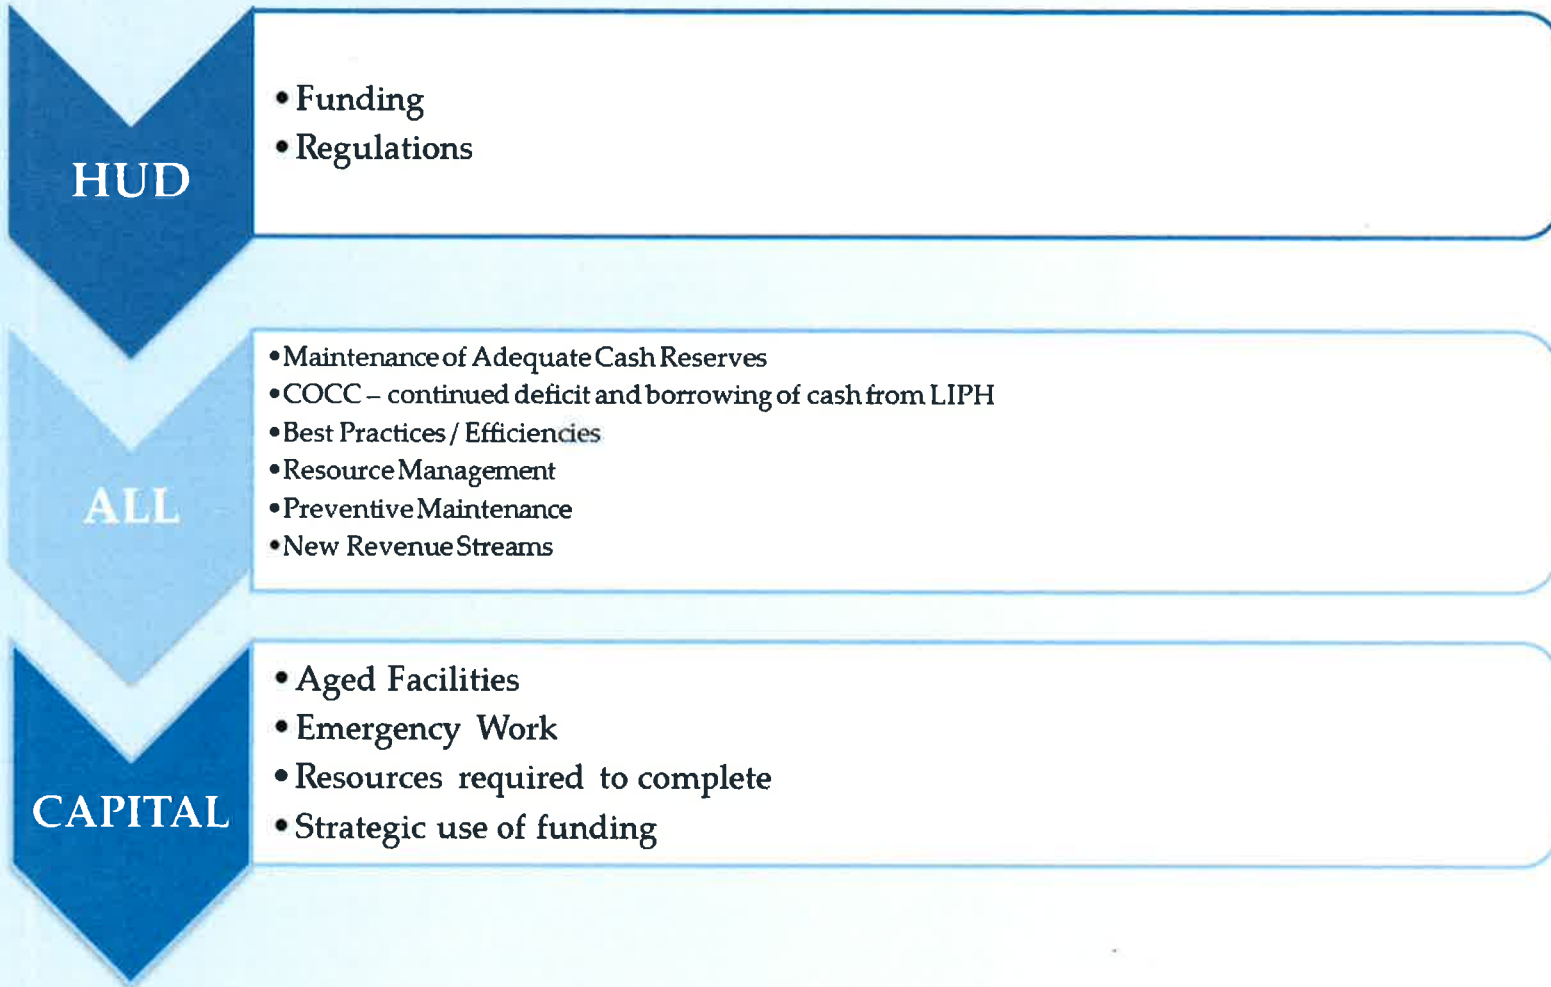 HUD
• Funding
• Regulations
ALL
• Maintenance of Adequate Cash Reserves
• COCC – continued deficit and borrowing of cash from LIPH
• Best Practices / Efficiencies
• Resource Management
• Preventive Maintenance
• New Revenue Streams
CAPITAL
• Aged Facilities
• Emergency Work
• Resources required to complete
• Strategic use of funding